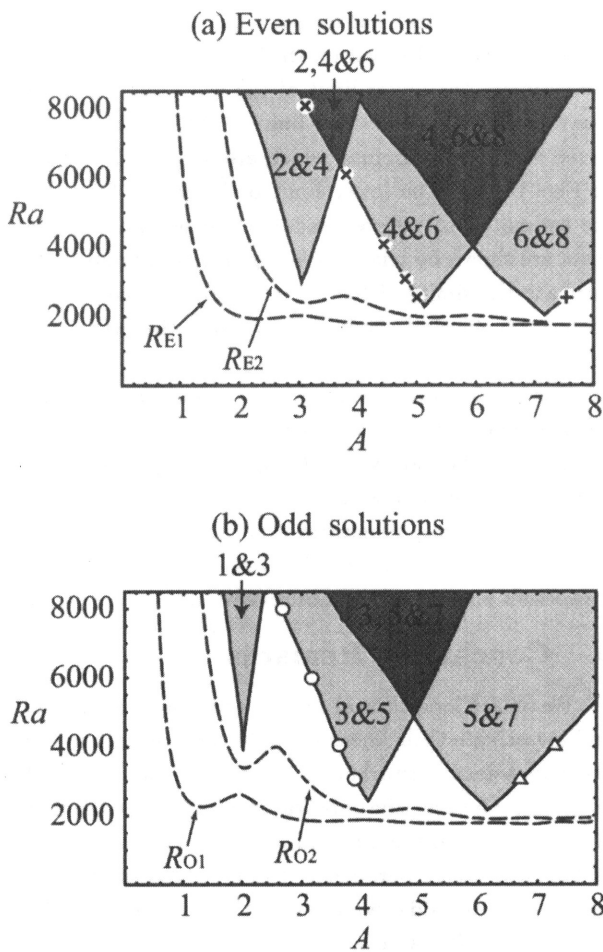 (a) Even solutions
2,4&6
8000
6000
4000
2000
Ra
2&4
4,6&8
4&6
6&8
RE1
RE2
1 2 3 4 5 6 7 8
A
(b) Odd solutions
1&3
8000
6000
4000
2000
Ra
3,5&7
3&5
5&7
RO1
RO2
1 2 3 4 5 6 7 8
A